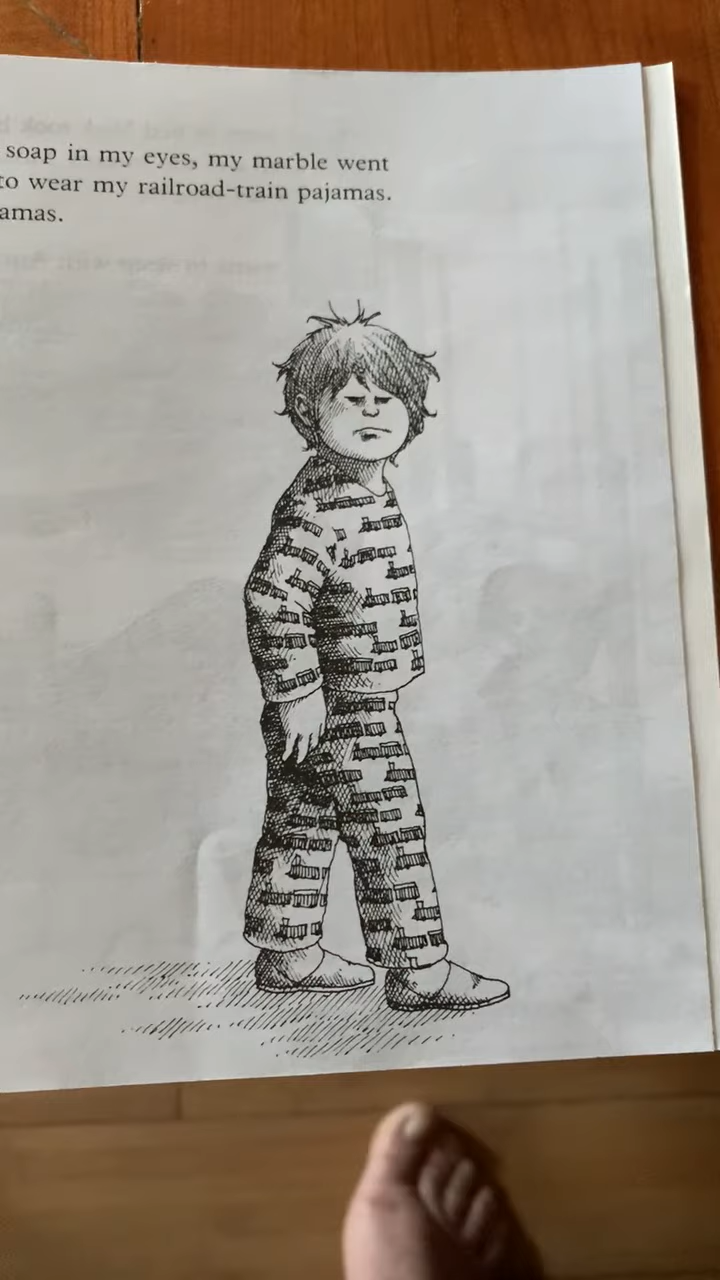 soap in my eyes, my marble went
to wear my railroad-train pajamas.
amas.